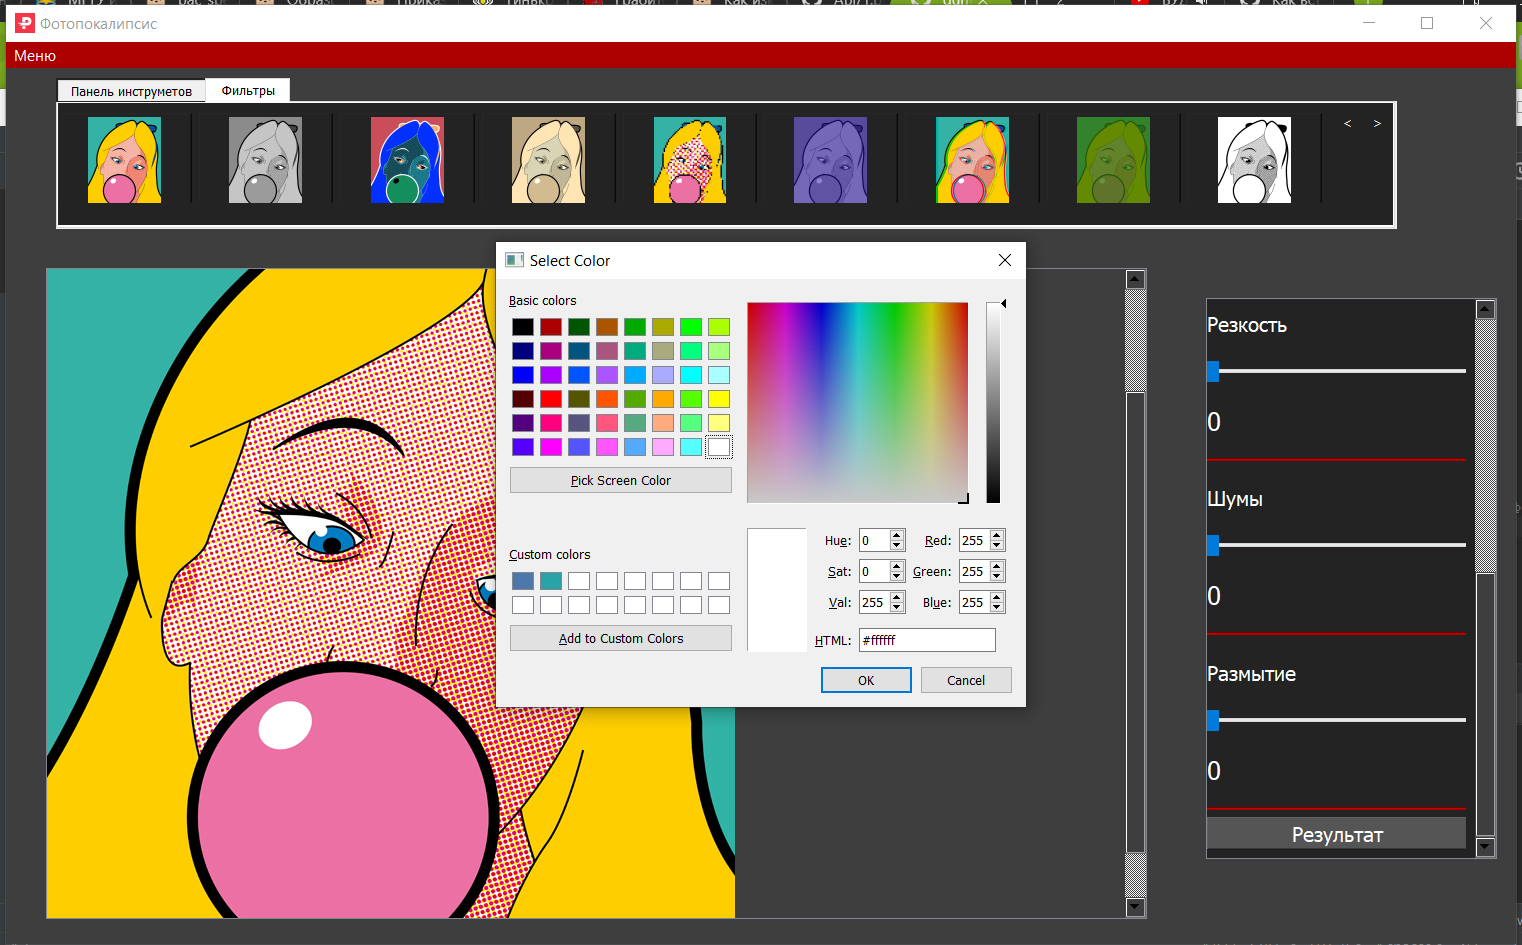 Фотопокалипсис
Меню
Панель инструметов
Фильтры
< >
Select Color
Basic colors
Pick Screen Color
Custom colors
Add to Custom Colors
Hue: 0 Red: 255
Sat: 0 Green: 255
Val: 255 Blue: 255
HTML: #ffffff
OK Cancel
Резкость
0
Шумы
0
Размытие
0
Результат